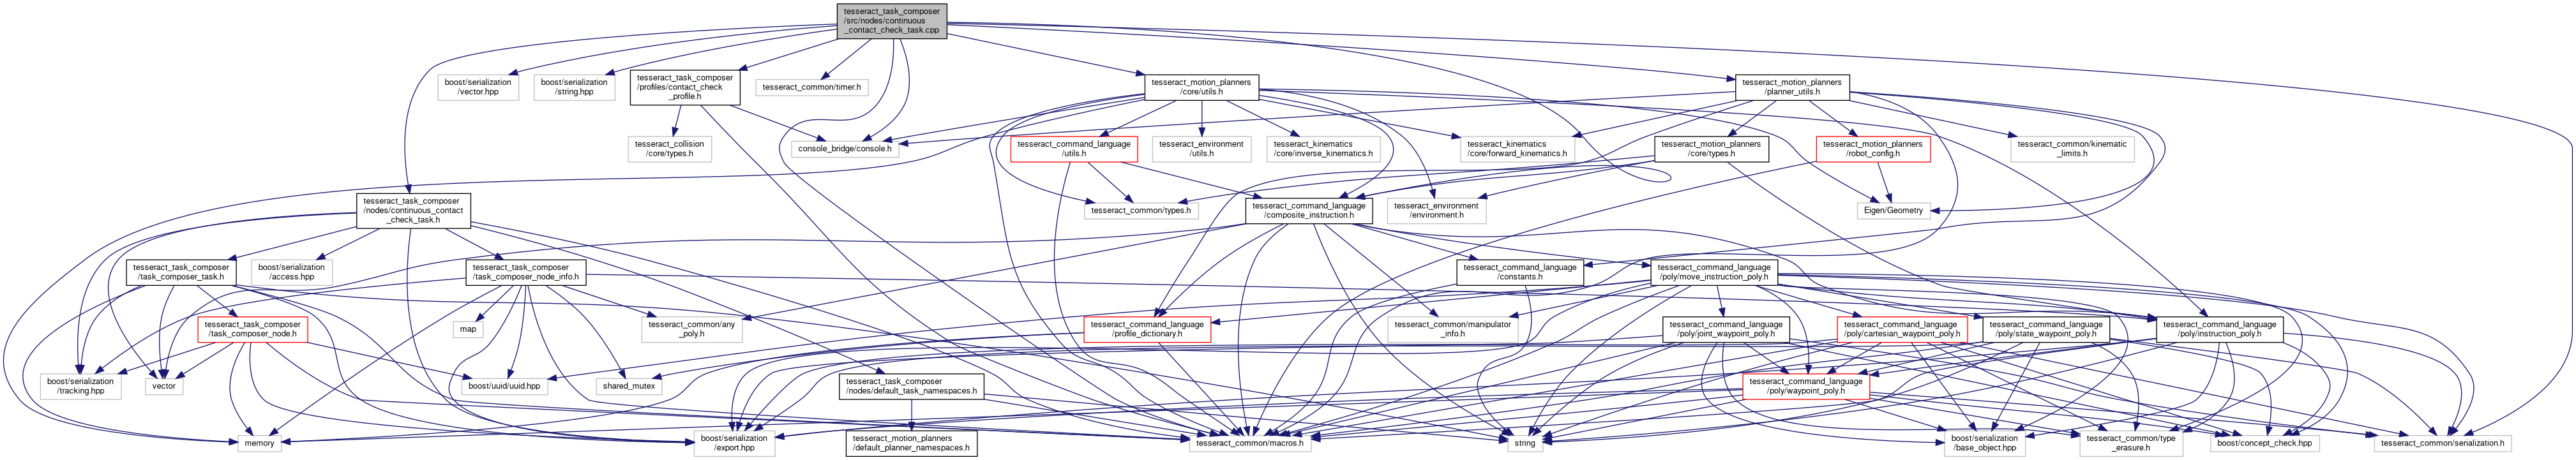 tesseract_task_composer
/src/nodes/continuous
_contact_check_task.cpp
boost/serialization
/vector.hpp
boost/serialization
/string.hpp
tesseract_task_composer
/profiles/contact_check
_profile.h
tesseract_common/timer.h
tesseract_motion_planners
/core/utils.h
tesseract_motion_planners
/planner_utils.h
tesseract_collision
/core/types.h
console_bridge/console.h
tesseract_command_language
/utils.h
tesseract_environment
/utils.h
tesseract_kinematics
/core/inverse_kinematics.h
tesseract_kinematics
/core/forward_kinematics.h
tesseract_motion_planners
/core/types.h
tesseract_motion_planners
/robot_config.h
tesseract_common/kinematic
_limits.h
tesseract_task_composer
/nodes/continuous_contact
_check_task.h
tesseract_common/types.h
tesseract_command_language
/composite_instruction.h
tesseract_environment
/environment.h
Eigen/Geometry
tesseract_task_composer
/task_composer_task.h
boost/serialization
/access.hpp
tesseract_task_composer
/task_composer_node_info.h
tesseract_command_language
/constants.h
tesseract_command_language
/poly/move_instruction_poly.h
tesseract_task_composer
/task_composer_node.h
map
tesseract_common/any
_poly.h
tesseract_command_language
/profile_dictionary.h
tesseract_common/manipulator
_info.h
tesseract_command_language
/poly/joint_waypoint_poly.h
tesseract_command_language
/poly/cartesian_waypoint_poly.h
tesseract_command_language
/poly/state_waypoint_poly.h
tesseract_command_language
/poly/instruction_poly.h
boost/serialization
/tracking.hpp
vector
boost/uuid/uuid.hpp
shared_mutex
tesseract_task_composer
/nodes/default_task_namespaces.h
tesseract_command_language
/poly/waypoint_poly.h
memory
boost/serialization
/export.hpp
tesseract_motion_planners
/default_planner_namespaces.h
tesseract_common/macros.h
string
boost/serialization
/base_object.hpp
tesseract_common/type
_erasure.h
boost/concept_check.hpp
tesseract_common/serialization.h